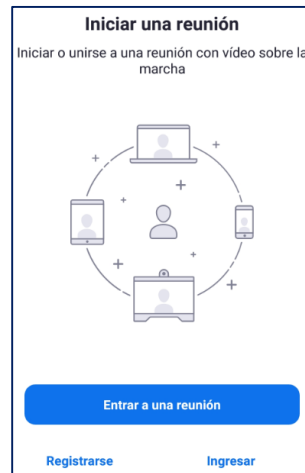 Iniciar una reunión
Iniciar o unirse a una reunión con vídeo sobre la
marcha
Entrar a una reunión
Registrarse
Ingresar